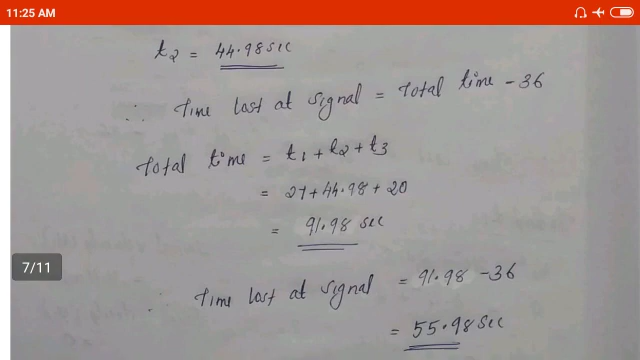 11:25 AM
t2 = 44.98 sec
∴ Time lost at signal = Total time - 36
Total time = t1 + t2 + t3
= 27 + 44.98 + 20
= 91.98 sec
7/11
∴ Time lost at signal = 91.98 - 36
= 55.98 sec